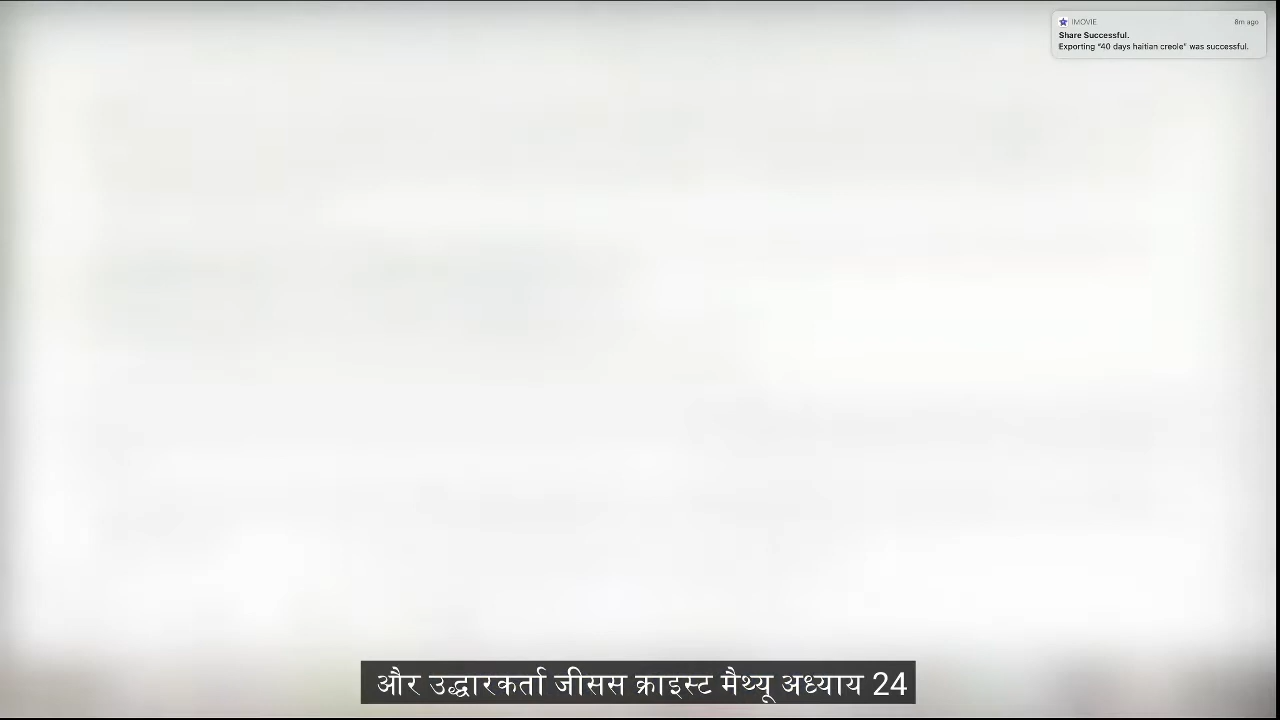 IMOVIE
8m ago
Share Successful.
Exporting "40 days haitian creole" was successful.
और उद्धारकर्ता जीसस क्राइस्ट मैथ्यू अध्याय 24